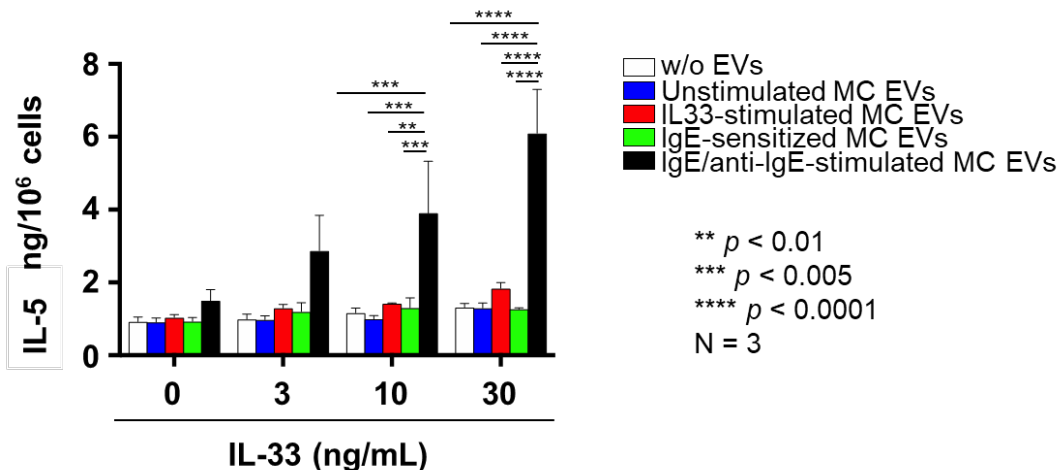 ****
****
****
****
***
***
**
***
8
6
4
2
0
IL-5 ng/10⁶ cells
0 3 10 30
IL-33 (ng/mL)
w/o EVs
Unstimulated MC EVs
IL33-stimulated MC EVs
IgE-sensitized MC EVs
IgE/anti-IgE-stimulated MC EVs
** p < 0.01
*** p < 0.005
**** p < 0.0001
N = 3